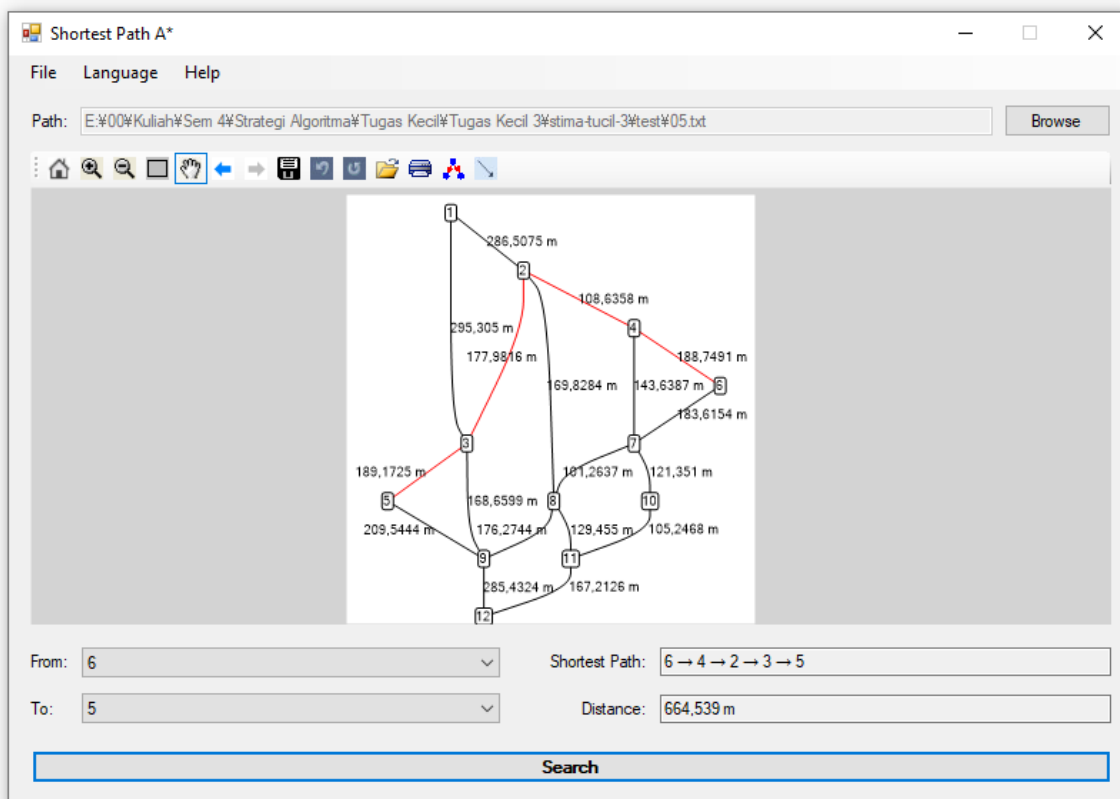 Shortest Path A*
File Language Help
Path: E:¥00¥Kuliah¥Sem 4¥Strategi Algoritma¥Tugas Kecil¥Tugas Kecil 3¥stima-tucil-3¥test¥05.txt Browse
1
286,5075 m
2
108,6358 m
295,305 m
4
177,9816 m
188,7491 m
169,8284 m
143,6387 m
6
183,6154 m
3
7
189,1725 m
101,2637 m
121,351 m
5
168,6599 m
8
10
209,5444 m
176,2744 m
129,455 m
105,2468 m
9
11
285,4324 m
167,2126 m
12
From: 6
Shortest Path: 6 → 4 → 2 → 3 → 5
To: 5
Distance: 664,539 m
Search